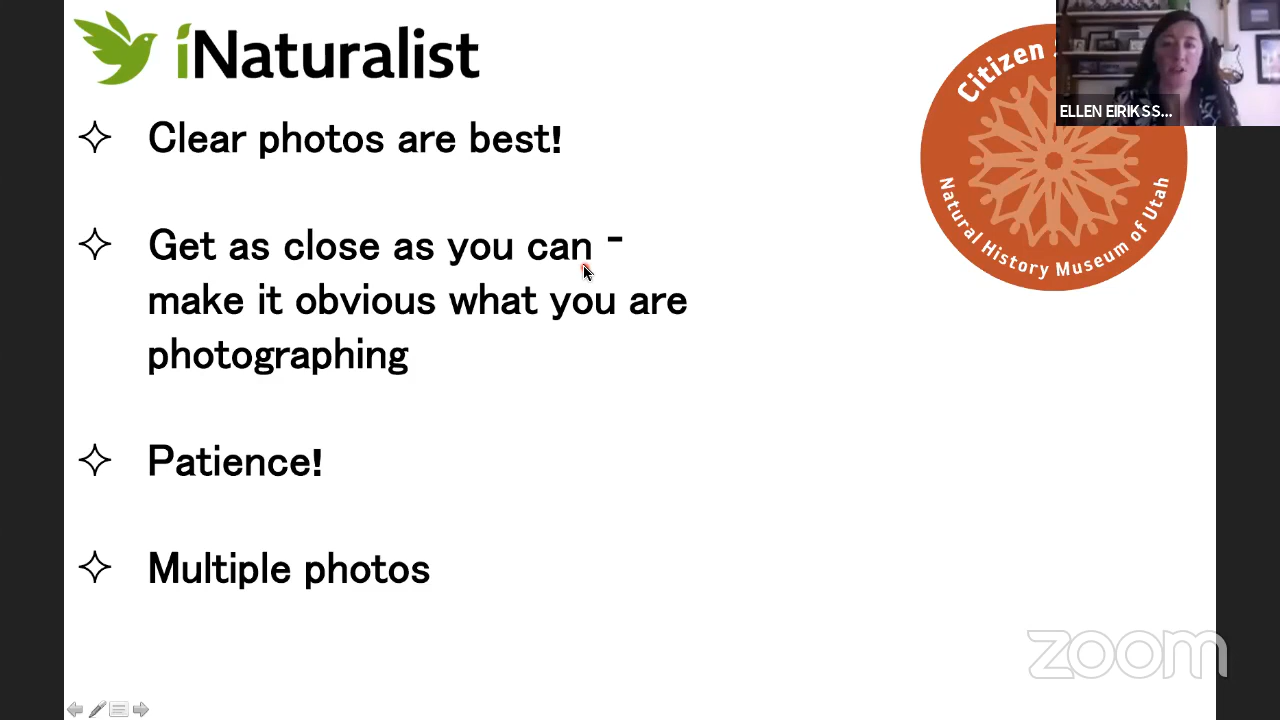 iNaturalist
Citizen
ELLEN EIRIKSS...
Clear photos are best!
Natural History Museum of Utah
Get as close as you can -
make it obvious what you are
photographing
Patience!
Multiple photos
zoom